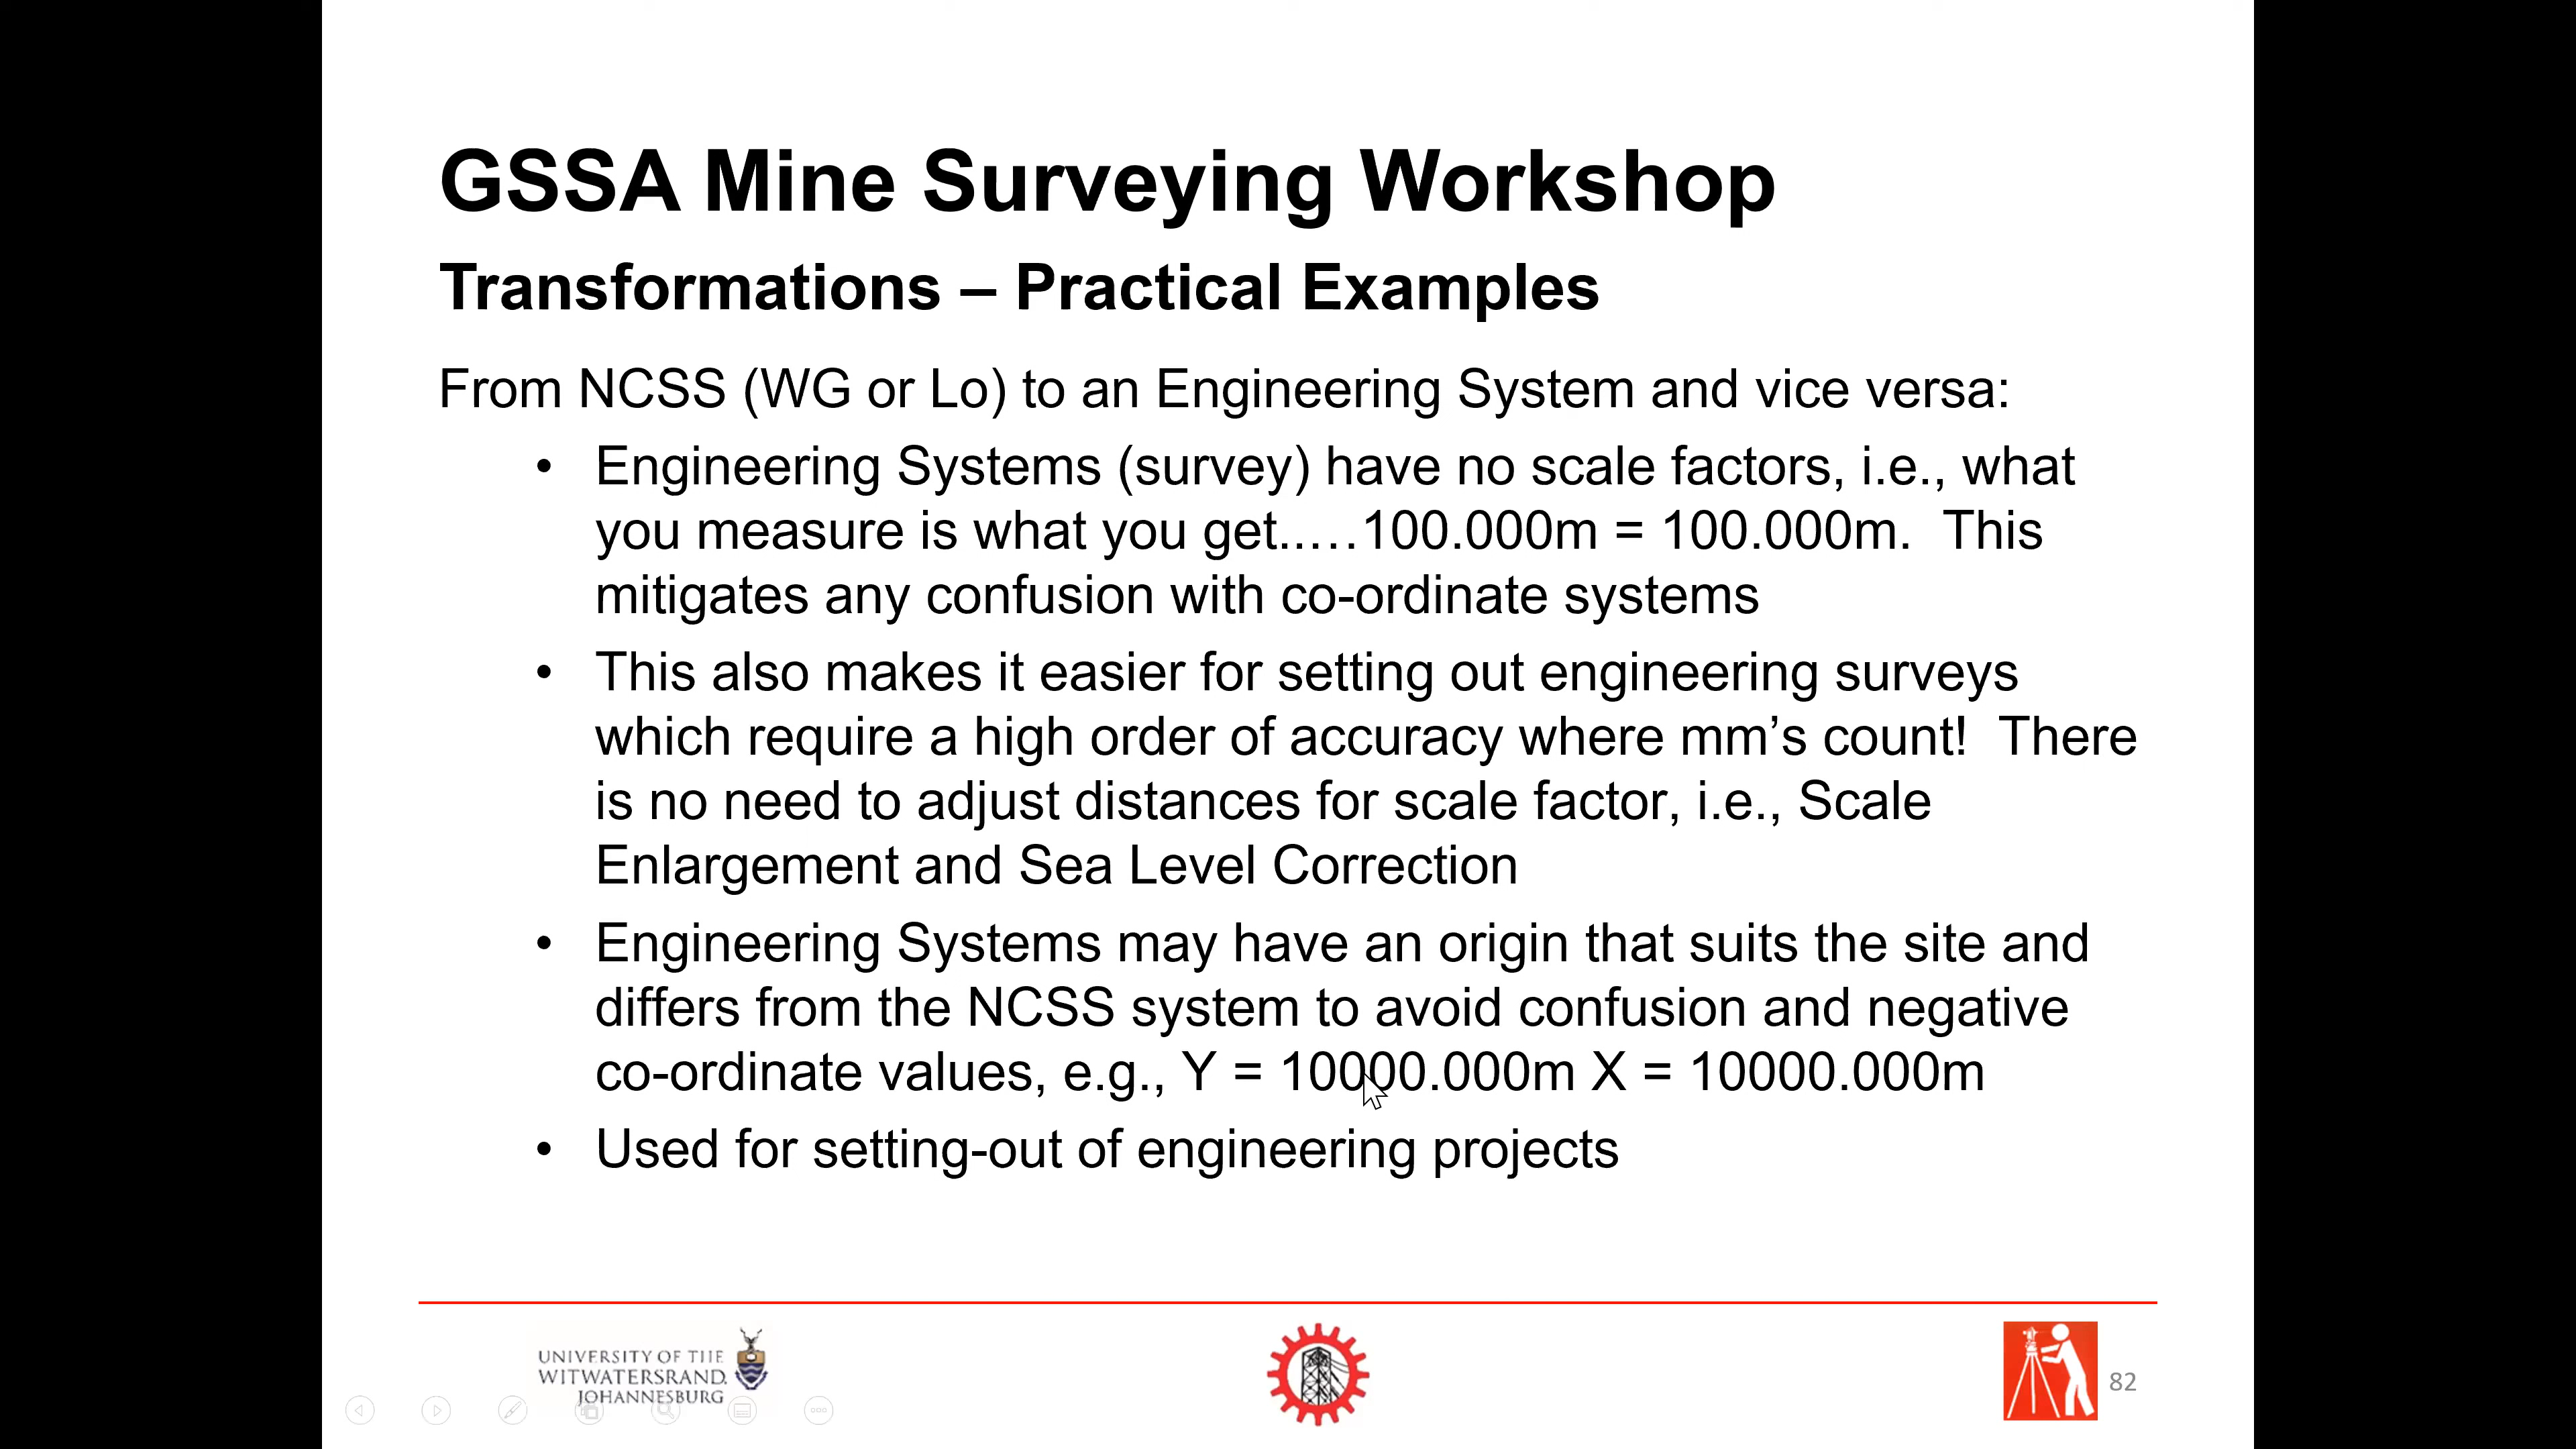 GSSA Mine Surveying Workshop
Transformations – Practical Examples
From NCSS (WG or Lo) to an Engineering System and vice versa:
• Engineering Systems (survey) have no scale factors, i.e., what
you measure is what you get..…100.000m = 100.000m.  This
mitigates any confusion with co-ordinate systems
• This also makes it easier for setting out engineering surveys
which require a high order of accuracy where mm’s count!  There
is no need to adjust distances for scale factor, i.e., Scale
Enlargement and Sea Level Correction
• Engineering Systems may have an origin that suits the site and
differs from the NCSS system to avoid confusion and negative
co-ordinate values, e.g., Y = 10000.000m X = 10000.000m
• Used for setting-out of engineering projects
UNIVERSITY OF THE
WITWATERSRAND,
JOHANNESBURG
82